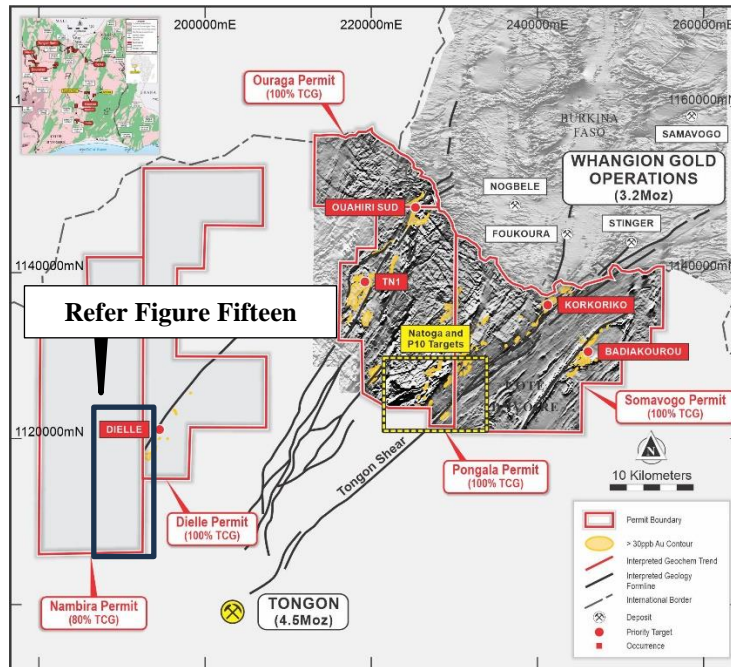 200000mE
220000mE
240000mE
260000mE
Ouraga Permit
(100% TCG)
1160000mN
BURKINA
FASO
SAMAVOGO
WHANGION GOLD
OPERATIONS
(3.2Moz)
NOGBELE
OUAHIRI SUD
FOUKOURA
STINGER
1140000mN
1140000mN
TN1
Refer Figure Fifteen
KORKORIKO
Natoga and
P10 Targets
BADIAKOUROU
Somavogo Permit
(100% TCG)
1120000mN
DIELLE
Tongon Shear
Pongala Permit
(100% TCG)
N
10 Kilometers
Dielle Permit
(100% TCG)
Nambira Permit
(80% TCG)
TONGON
(4.5Moz)
Permit Boundary
> 30ppb Au Contour
Interpreted Geochem Trend
Interpreted Geology
Formline
International Border
Deposit
Priority Target
Occurrence